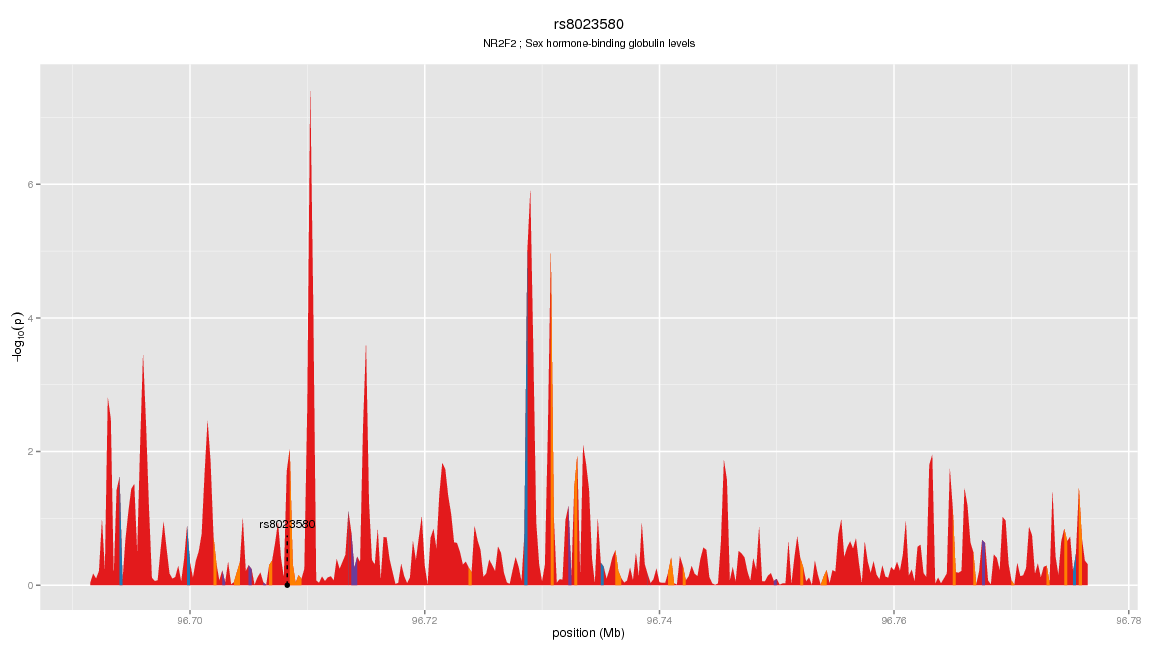 rs8023580
NR2F2 ; Sex hormone-binding globulin levels
6
4
2
0
−log10(p)
rs8023580
96.70
96.72
96.74
96.76
96.78
position (Mb)